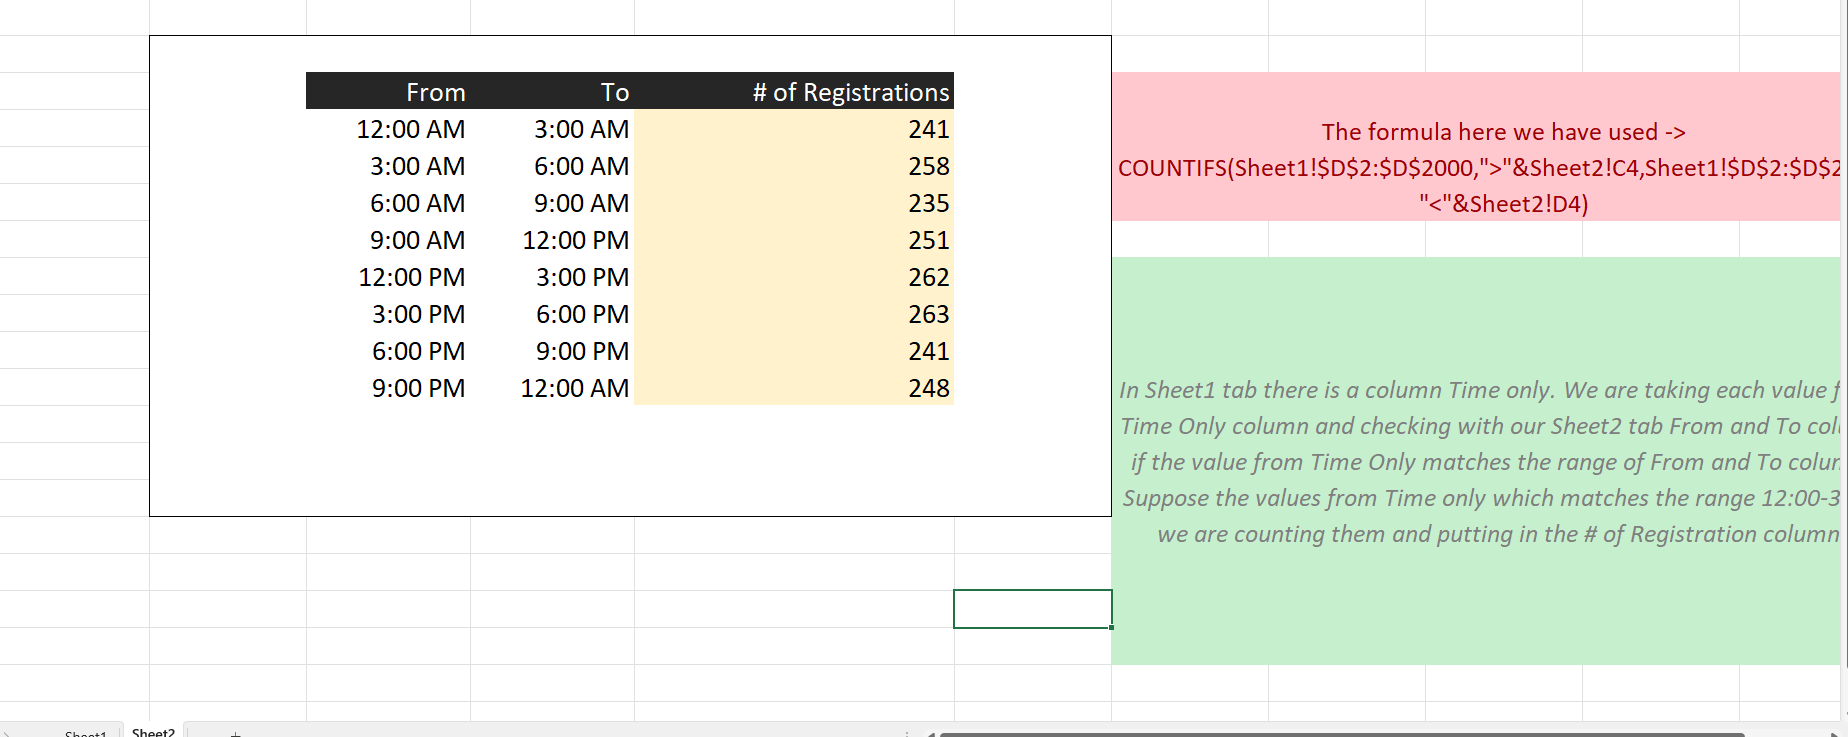 From To # of Registrations
12:00 AM 3:00 AM 241
3:00 AM 6:00 AM 258
6:00 AM 9:00 AM 235
9:00 AM 12:00 PM 251
12:00 PM 3:00 PM 262
3:00 PM 6:00 PM 263
6:00 PM 9:00 PM 241
9:00 PM 12:00 AM 248
The formula here we have used ->
COUNTIFS(Sheet1!$D$2:$D$2000,">"&Sheet2!C4,Sheet1!$D$2:$D$2
"<"&Sheet2!D4)
In Sheet1 tab there is a column Time only. We are taking each value
Time Only column and checking with our Sheet2 tab From and To
if the value from Time Only matches the range of From and To
Suppose the values from Time only which matches the range 12:00-3
we are counting them and putting in the # of Registration column
Sheet1 Sheet2 +